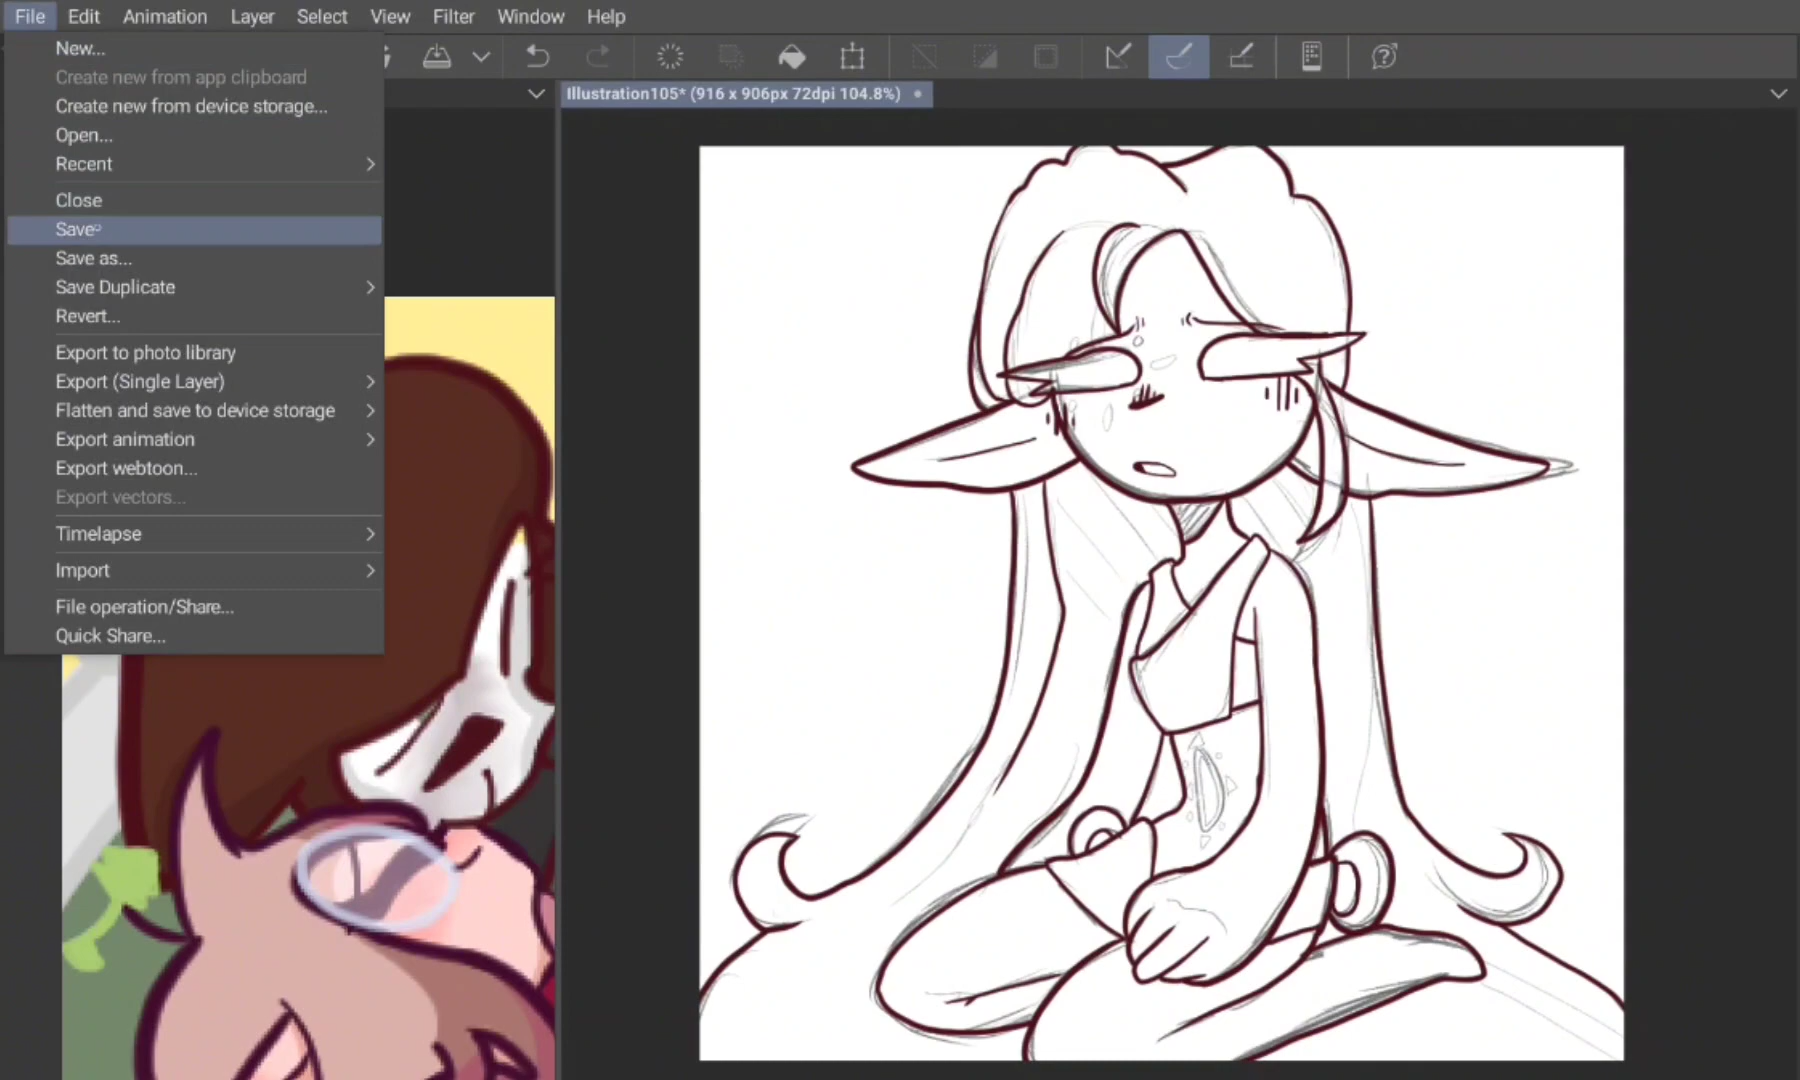 File Edit Animation Layer Select View Filter Window Help
New...
Create new from app clipboard
Create new from device storage...
Open...
Recent
Close
Save
Save as...
Save Duplicate
Revert...
Export to photo library
Export (Single Layer)
Flatten and save to device storage
Export animation
Export webtoon...
Export vectors...
Timelapse
Import
File operation/Share...
Quick Share...
Illustration105* (916 x 906px 72dpi 104.8%)